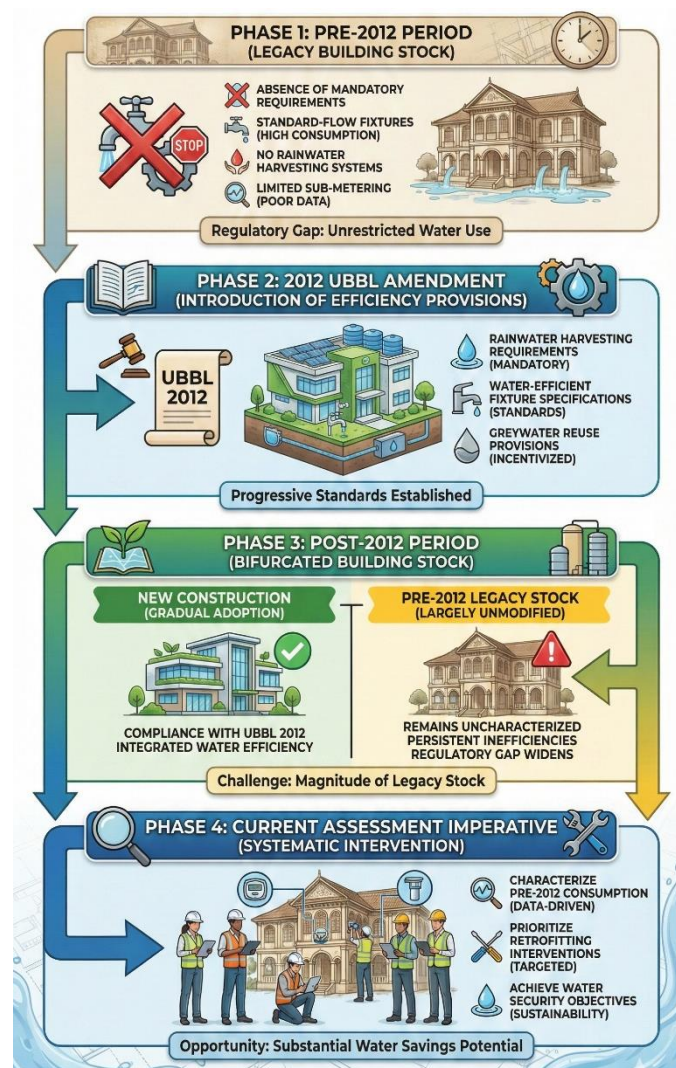 PHASE 1: PRE-2012 PERIOD
(LEGACY BUILDING STOCK)
STOP
ABSENCE OF MANDATORY
REQUIREMENTS
STANDARD-FLOW FIXTURES
(HIGH CONSUMPTION)
NO RAINWATER
HARVESTING SYSTEMS
LIMITED SUB-METERING
(POOR DATA)
Regulatory Gap: Unrestricted Water Use
PHASE 2: 2012 UBBL AMENDMENT
(INTRODUCTION OF EFFICIENCY PROVISIONS)
UBBL
2012
RAINWATER HARVESTING
REQUIREMENTS
(MANDATORY)
WATER-EFFICIENT
FIXTURE SPECIFICATIONS
(STANDARDS)
GREYWATER REUSE
PROVISIONS
(INCENTIVIZED)
Progressive Standards Established
PHASE 3: POST-2012 PERIOD
(BIFURCATED BUILDING STOCK)
NEW CONSTRUCTION
(GRADUAL ADOPTION)
COMPLIANCE WITH UBBL 2012
INTEGRATED WATER EFFICIENCY
PRE-2012 LEGACY STOCK
(LARGELY UNMODIFIED)
REMAINS UNCHARACTERIZED
PERSISTENT INEFFICIENCIES
REGULATORY GAP WIDENS
Challenge: Magnitude of Legacy Stock
PHASE 4: CURRENT ASSESSMENT IMPERATIVE
(SYSTEMATIC INTERVENTION)
CHARACTERIZE
PRE-2012 CONSUMPTION
(DATA-DRIVEN)
PRIORITIZE
RETROFITTING
INTERVENTIONS
(TARGETED)
ACHIEVE WATER
SECURITY OBJECTIVES
(SUSTAINABILITY)
Opportunity: Substantial Water Savings Potential